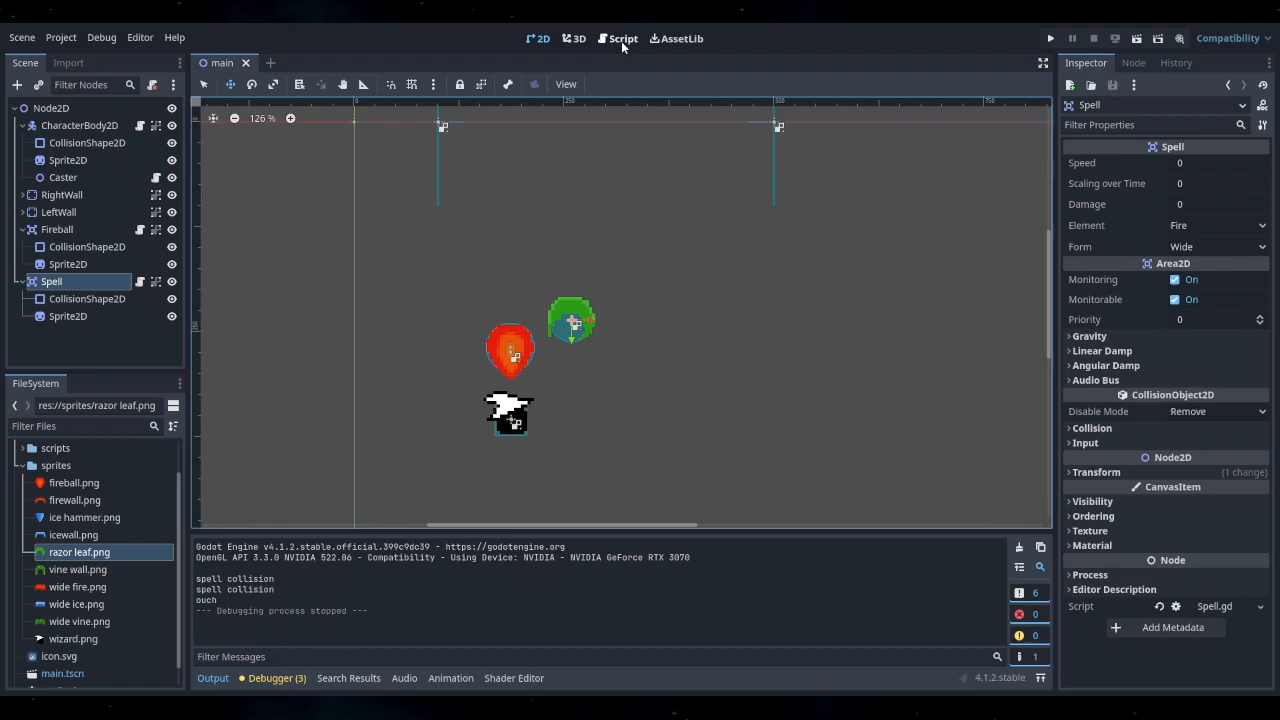 Scene Project Debug Editor Help
2D 3D Script AssetLib
Compatibility
Scene Import
Filter Nodes
Node2D
CharacterBody2D
CollisionShape2D
Sprite2D
Caster
RightWall
LeftWall
Fireball
CollisionShape2D
Sprite2D
Spell
CollisionShape2D
Sprite2D
FileSystem
res://sprites/razor leaf.png
Filter Files
scripts
sprites
fireball.png
firewall.png
ice hammer.png
icewall.png
razor leaf.png
vine wall.png
wide fire.png
wide ice.png
wide vine.png
wizard.png
icon.svg
main.tscn
main
View
0 250 500 750
126 %
250
Godot Engine v4.1.2.stable.official.399c9dc39 - https://godotengine.org
OpenGL API 3.3.0 NVIDIA 522.06 - Compatibility - Using Device: NVIDIA - NVIDIA GeForce RTX 3070
spell collision
spell collision
ouch
--- Debugging process stopped ---
6
0
0
1
Filter Messages
Output Debugger (3) Search Results Audio Animation Shader Editor
4.1.2.stable
Inspector Node History
Spell
Filter Properties
Spell
Speed 0
Scaling over Time 0
Damage 0
Element Fire
Form Wide
Area2D
Monitoring On
Monitorable On
Priority 0
Gravity
Linear Damp
Angular Damp
Audio Bus
CollisionObject2D
Disable Mode Remove
Collision
Input
Node2D
Transform (1 change)
CanvasItem
Visibility
Ordering
Texture
Material
Node
Process
Editor Description
Script Spell.gd
Add Metadata